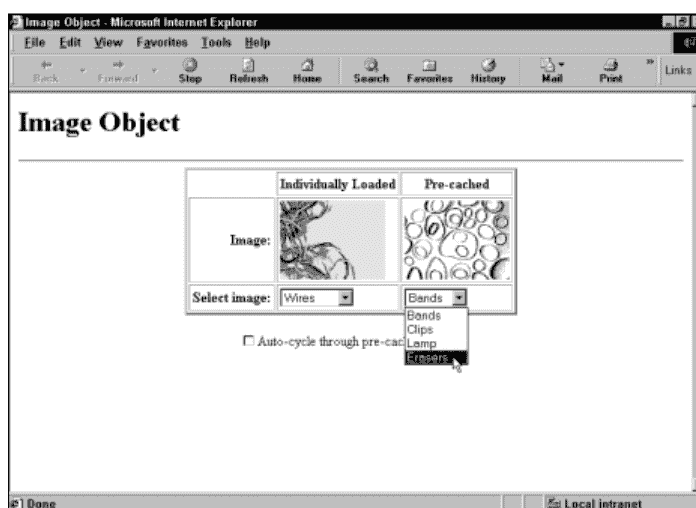 Image Object - Microsoft Internet Explorer
File Edit View Favorites Tools Help
Back Forward Stop Refresh Home Search Favorites History Mail Print » Links
Image Object
Individually Loaded Pre-cached
Image:
Select image: Wires Bands
Bands
Clips
Lamp
Erasers
Auto-cycle through pre-cac
Done Local intranet